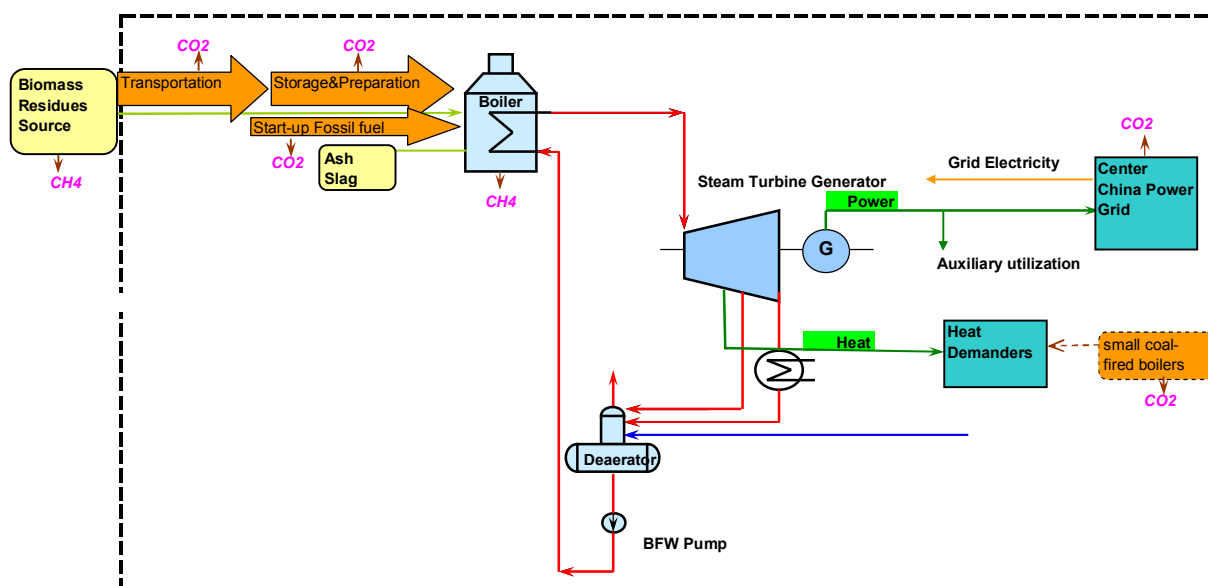 CO2
CO2
Biomass
Residues
Source
Transportation
Storage&Preparation
Boiler
Start-up Fossil fuel
CO2
CH4
Ash
Slag
CH4
Steam Turbine Generator
Grid Electricity
CO2
Center
China Power
Grid
Power
G
Auxiliary utilization
Heat
Heat
Demanders
small coal-
fired boilers
CO2
Deaerator
BFW Pump